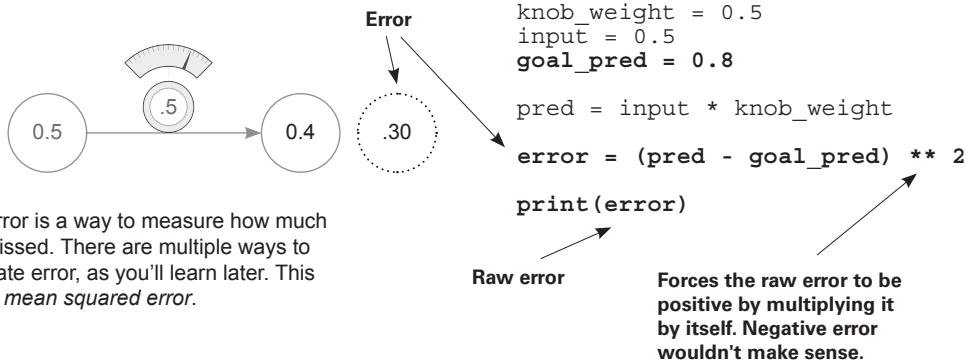 Error
knob_weight = 0.5
input = 0.5
goal_pred = 0.8
pred = input * knob_weight
error = (pred - goal_pred) ** 2
print(error)
.5
0.5
0.4
.30
rror is a way to measure how much
issed. There are multiple ways to
ate error, as you'll learn later. This
mean squared error.
Raw error
Forces the raw error to be
positive by multiplying it
by itself. Negative error
wouldn't make sense.